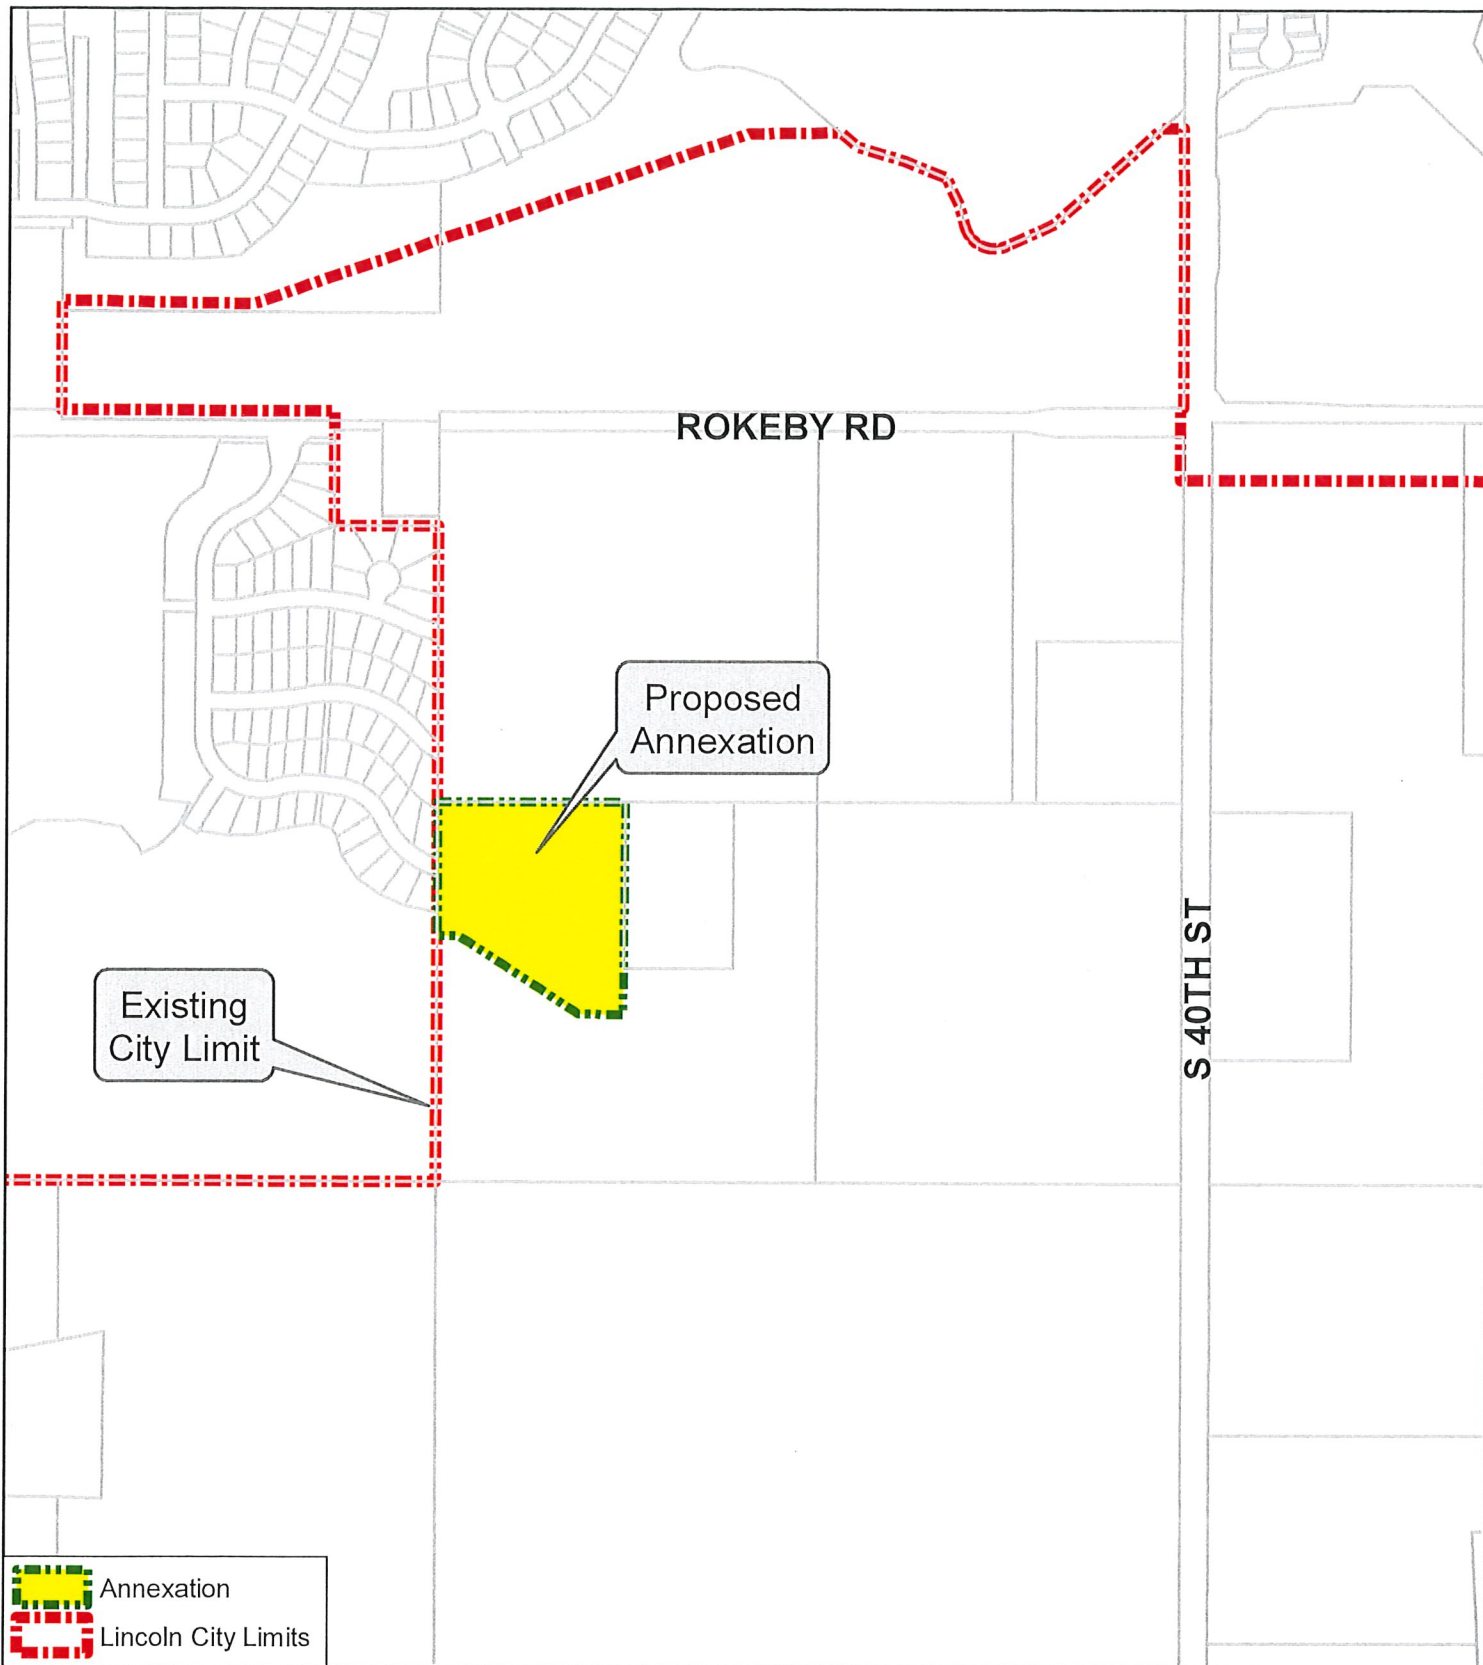 ROKEBY RD
Proposed
Annexation
S 40TH ST
Existing
City Limit
Annexation
Lincoln City Limits